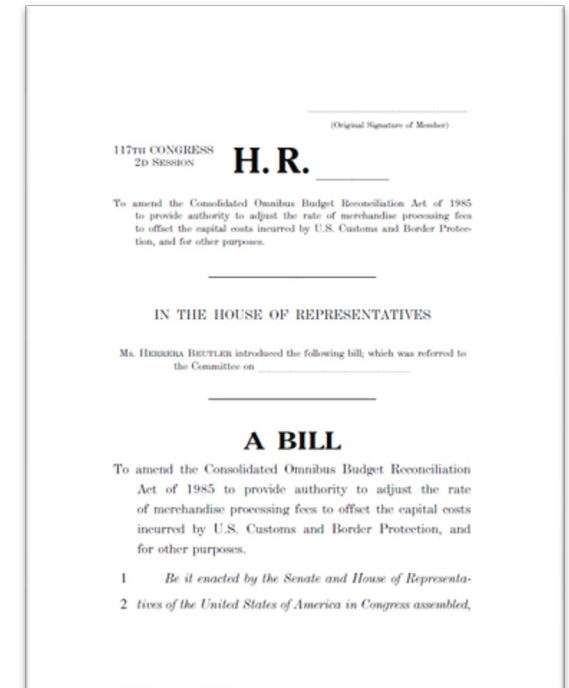 (Original Signature of Member)
117TH CONGRESS
2D SESSION
H. R.
To amend the Consolidated Omnibus Budget Reconciliation Act of 1985
to provide authority to adjust the rate of merchandise processing fees
to offset the capital costs incurred by U.S. Customs and Border Protec-
tion, and for other purposes.
IN THE HOUSE OF REPRESENTATIVES
Ms. HERRERA BEUTLER introduced the following bill; which was referred to
the Committee on
A BILL
To amend the Consolidated Omnibus Budget Reconciliation
Act of 1985 to provide authority to adjust the rate
of merchandise processing fees to offset the capital costs
incurred by U.S. Customs and Border Protection, and
for other purposes.
1 Be it enacted by the Senate and House of Representa-
2 tives of the United States of America in Congress assembled,